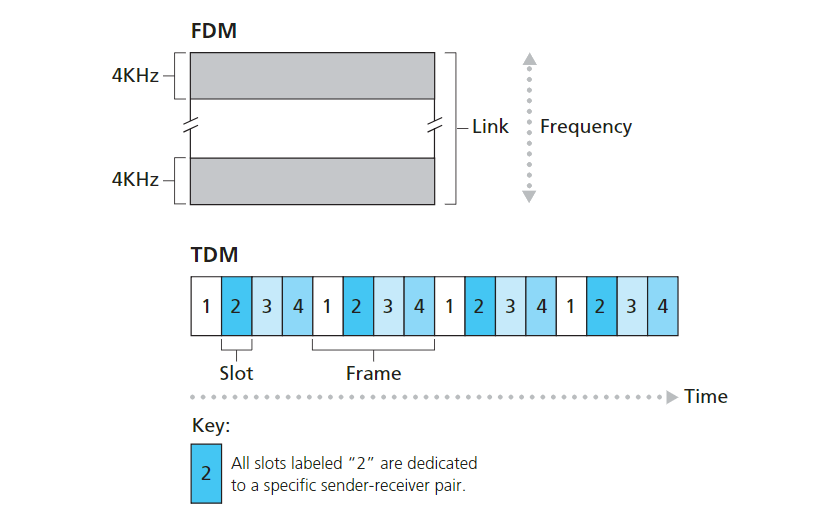 FDM
4KHz
Link
Frequency
4KHz
TDM
1 2 3 4 1 2 3 4 1 2 3 4 1 2 3 4
Slot
Frame
Time
Key:
2
All slots labeled “2” are dedicated
to a specific sender-receiver pair.